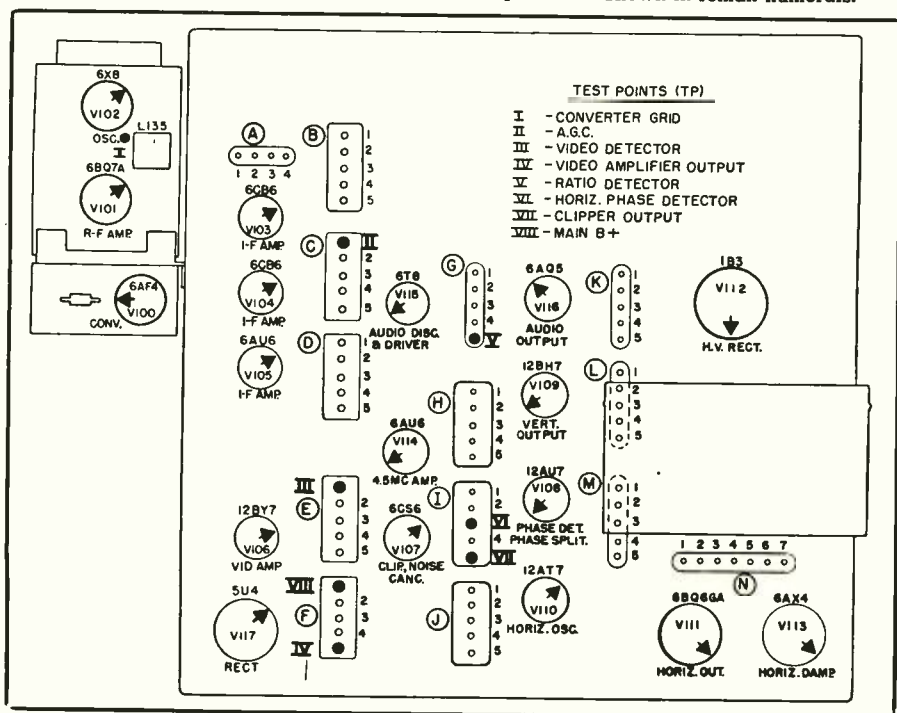 shown in roman numerals.
TEST POINTS (TP)
I - CONVERTER GRID
II - A.G.C.
III - VIDEO DETECTOR
IV - VIDEO AMPLIFIER OUTPUT
V - RATIO DETECTOR
VI - HORIZ. PHASE DETECTOR
VII - CLIPPER OUTPUT
VIII - MAIN B+
6X8
V102
OSC.
I
L135
6BQ7A
V101
R-F AMP.
6AF4
V100
CONV.
A
1 2 3 4
6CB6
V103
I-F AMP.
6CB6
V104
I-F AMP.
6AU6
V105
I-F AMP.
B
1
2
3
4
5
C
II
2
3
4
5
D
1
2
3
4
5
6T8
V115
AUDIO DISC.
& DRIVER
G
1
2
3
4
V
6AQ5
V116
AUDIO
OUTPUT
K
1
2
3
4
5
1B3
V112
H.V. RECT.
12BH7
V109
VERT.
OUTPUT
L
1
2
3
4
5
H
1
2
3
4
5
6AU6
V114
4.5MC AMP.
12AU7
V108
PHASE DET.
PHASE SPLIT.
M
1
2
3
4
5
III
2
3
4
5
E
12BY7
V106
VID AMP
6CS6
V107
CLIP, NOISE
CANC.
I
1
2
VI
4
VII
5U4
V117
RECT
VIII
2
3
4
IV
F
J
1
2
3
4
5
12AT7
V110
HORIZ. OSC.
1 2 3 4 5 6 7
N
6BQ6GA
V111
HORIZ. OUT.
6AX4
V113
HORIZ. DAMP.